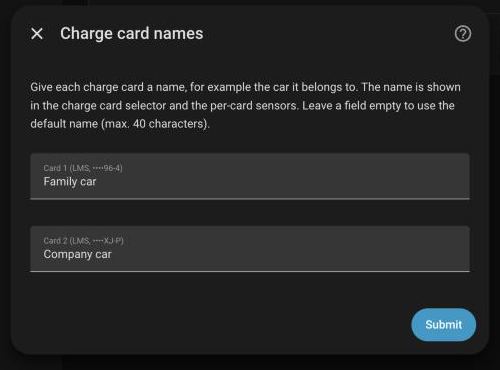 Charge card names
Give each charge card a name, for example the car it belongs to. The name is shown
in the charge card selector and the per-card sensors. Leave a field empty to use the
default name (max. 40 characters).
Card 1 (LMS, ••••96-4)
Family car
Card 2 (LMS, ••••XJ-P)
Company car
Submit